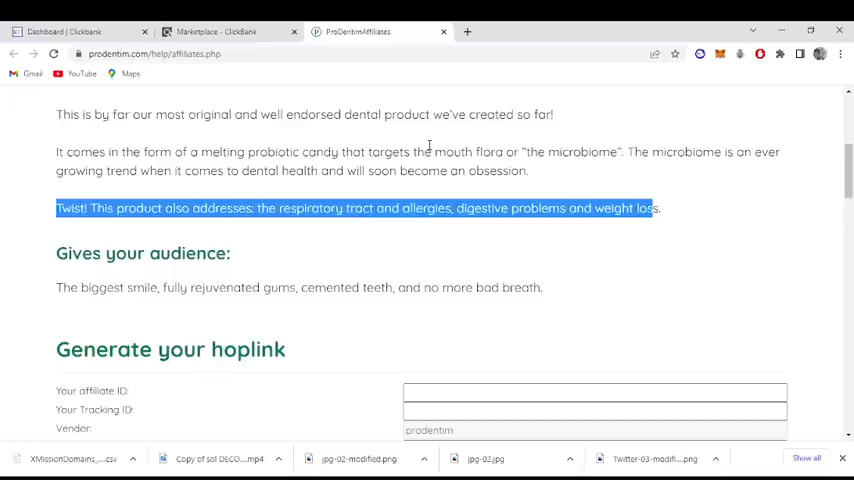 Dashboard | Clickbank
Marketplace - ClickBank
ProDentimAffiliates
prodentim.com/help/affiliates.php
Gmail
YouTube
Maps
This is by far our most original and well endorsed dental product we've created so far!
It comes in the form of a melting probiotic candy that targets the mouth flora or “the microbiome”. The microbiome is an ever
growing trend when it comes to dental health and will soon become an obsession.
Twist! This product also addresses: the respiratory tract and allergies, digestive problems and weight loss.
Gives your audience:
The biggest smile, fully rejuvenated gums, cemented teeth, and no more bad breath.
Generate your hoplink
Your affiliate ID:
Your Tracking ID:
Vendor:
prodentim
XMissionDomains_....csv
Copy of sol DECO....mp4
jpg-02-modified.png
jpg-02.jpg
Twitter-03-modifi....png
Show all